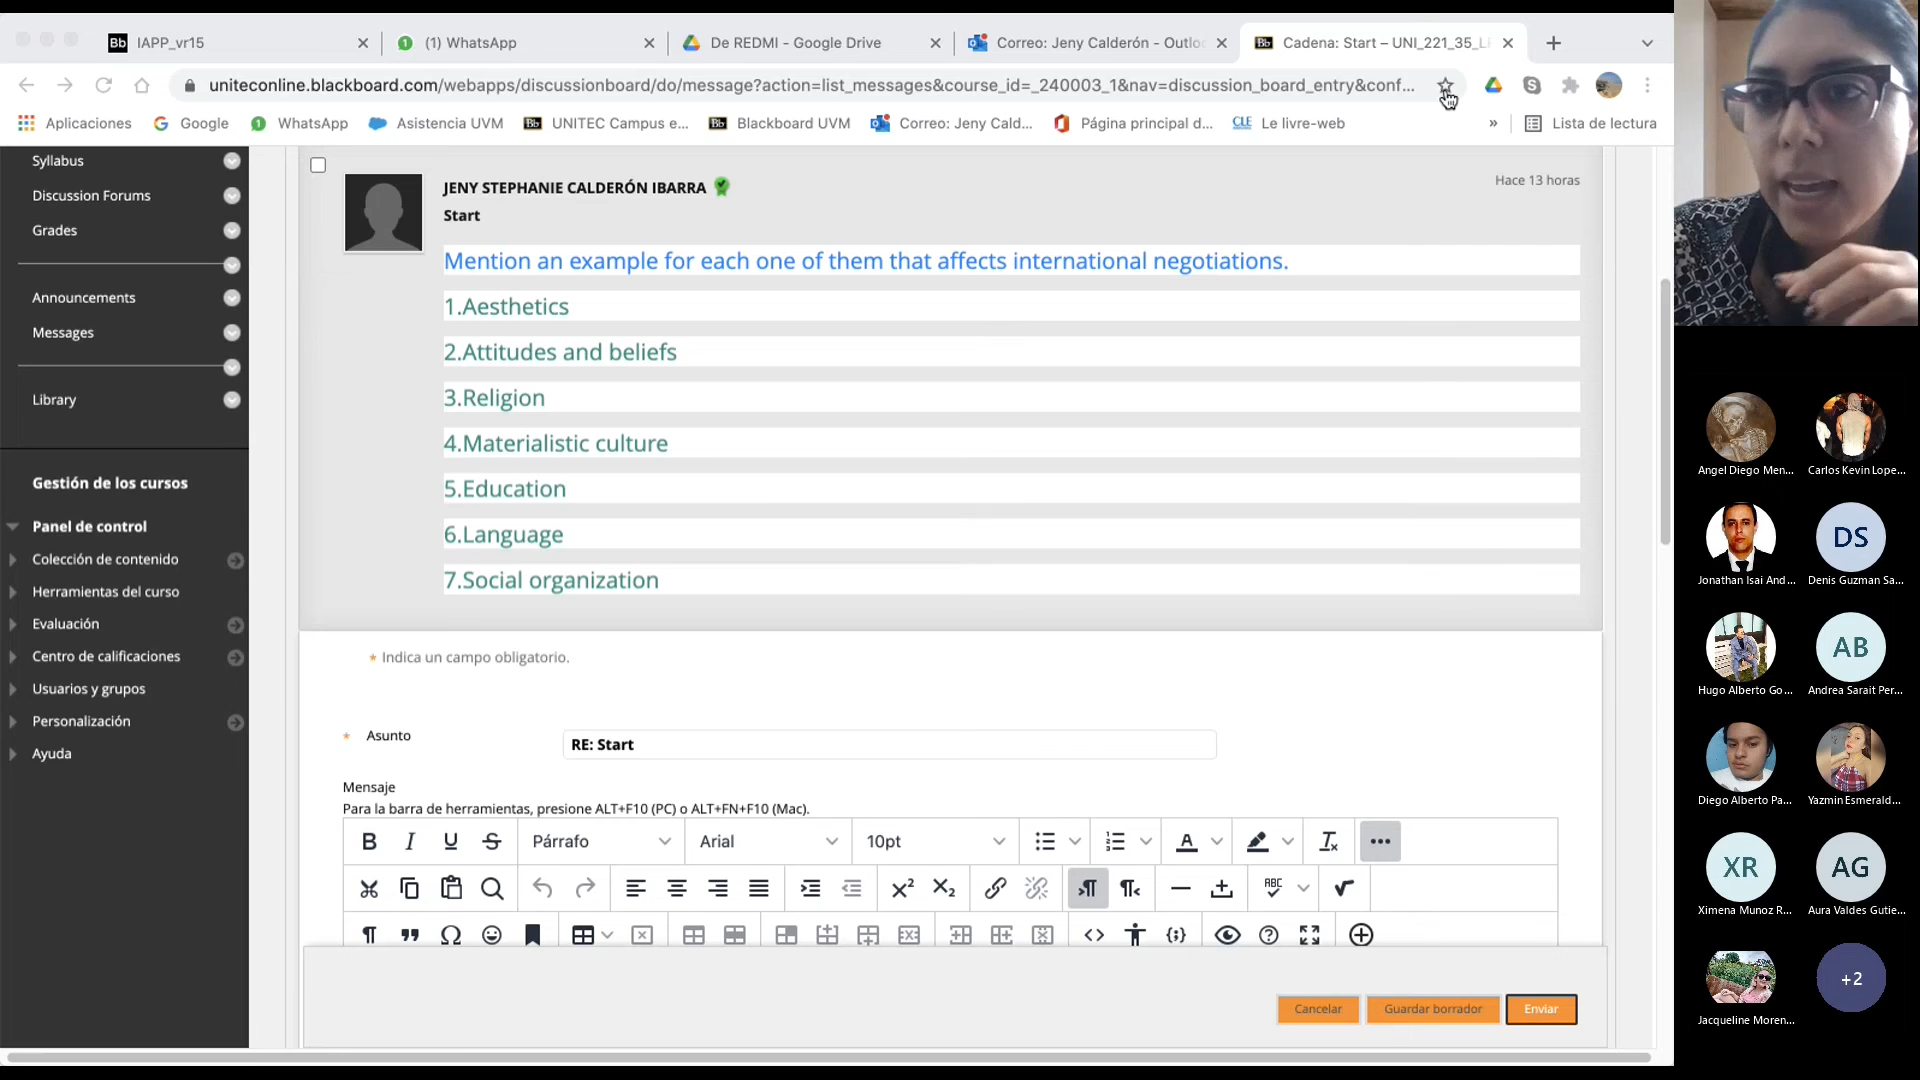 IAPP_vr15
(1) WhatsApp
De REDMI - Google Drive
Correo: Jeny Calderón - Outlo
Cadena: Start – UNI_221_35_L
uniteconline.blackboard.com/webapps/discussionboard/do/message?action=list_messages&course_id=_240003_1&nav=discussion_board_entry&conf...
Aplicaciones
Google
WhatsApp
Asistencia UVM
UNITEC Campus e...
Blackboard UVM
Correo: Jeny Cald...
Página principal d...
CLE
Le livre-web
»
Lista de lectura
Syllabus
Discussion Forums
Grades
Announcements
Messages
Library
Gestión de los cursos
Panel de control
Colección de contenido
Herramientas del curso
Evaluación
Centro de calificaciones
Usuarios y grupos
Personalización
Ayuda
JENY STEPHANIE CALDERÓN IBARRA
Hace 13 horas
Start
Mention an example for each one of them that affects international negotiations.
1.Aesthetics
2.Attitudes and beliefs
3.Religion
4.Materialistic culture
5.Education
6.Language
7.Social organization
* Indica un campo obligatorio.
* Asunto
RE: Start
Mensaje
Para la barra de herramientas, presione ALT+F10 (PC) o ALT+FN+F10 (Mac).
Párrafo
Arial
10pt
Cancelar
Guardar borrador
Enviar
Angel Diego Men...
Carlos Kevin Lope...
DS
Jonathan Isai And...
Denis Guzman Sa...
AB
Hugo Alberto Go...
Andrea Sarait Per...
Diego Alberto Pa...
Yazmin Esmerald...
XR
AG
Ximena Munoz R...
Aura Valdes Gutie...
+2
Jacqueline Moren...